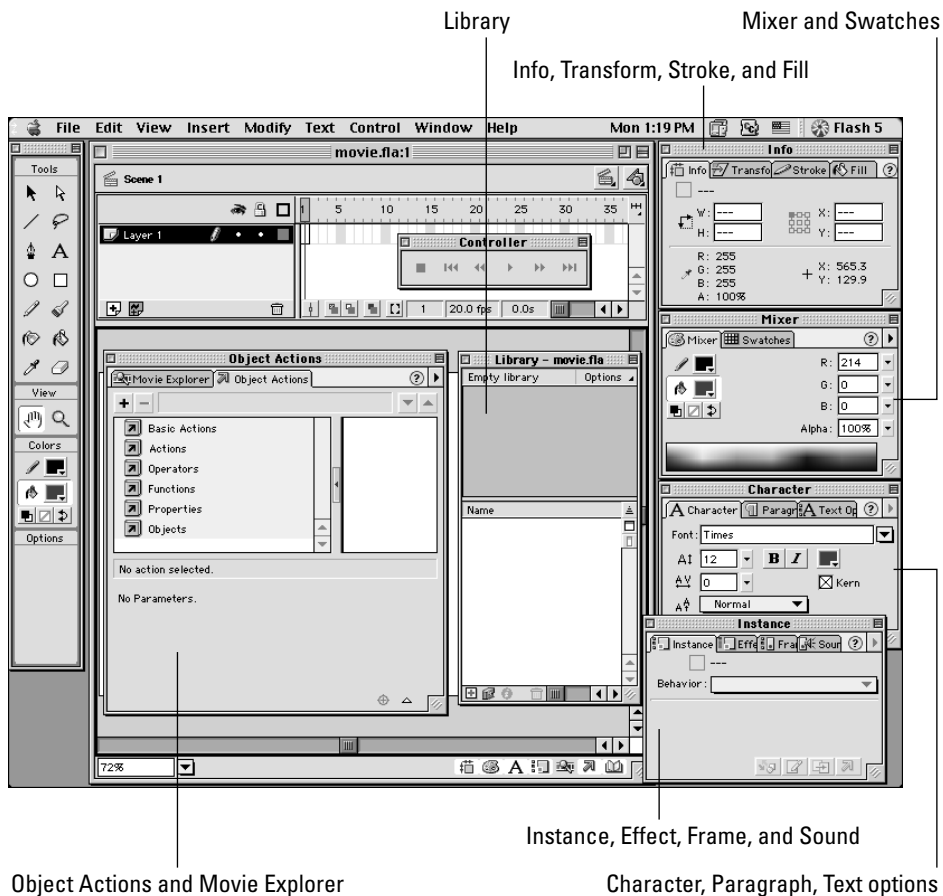 Library
Mixer and Swatches
Info, Transform, Stroke, and Fill
File Edit View Insert Modify Text Control Window Help Mon 1:19 PM Flash 5
Tools
View
Colors
Options
movie.fla:1
Scene 1
1 5 10 15 20 25 30 35
Layer 1
Controller
1 20.0 fps 0.0s
Object Actions
Movie Explorer Object Actions
Basic Actions
Actions
Operators
Functions
Properties
Objects
No action selected.
No Parameters.
Library - movie.fla
Empty library Options
Name
72%
Info
Info Transfo Stroke Fill
---
W: --- X: ---
H: --- Y: ---
R: 255
G: 255 X: 565.3
B: 255 Y: 129.9
A: 100%
Mixer
Mixer Swatches
R: 214
G: 0
B: 0
Alpha: 100%
Character
Character Paragr Text Op
Font: Times
12 B I
0 Kern
Normal
Instance
Instance Effe Fra Sour
---
Behavior:
Instance, Effect, Frame, and Sound
Object Actions and Movie Explorer
Character, Paragraph, Text options